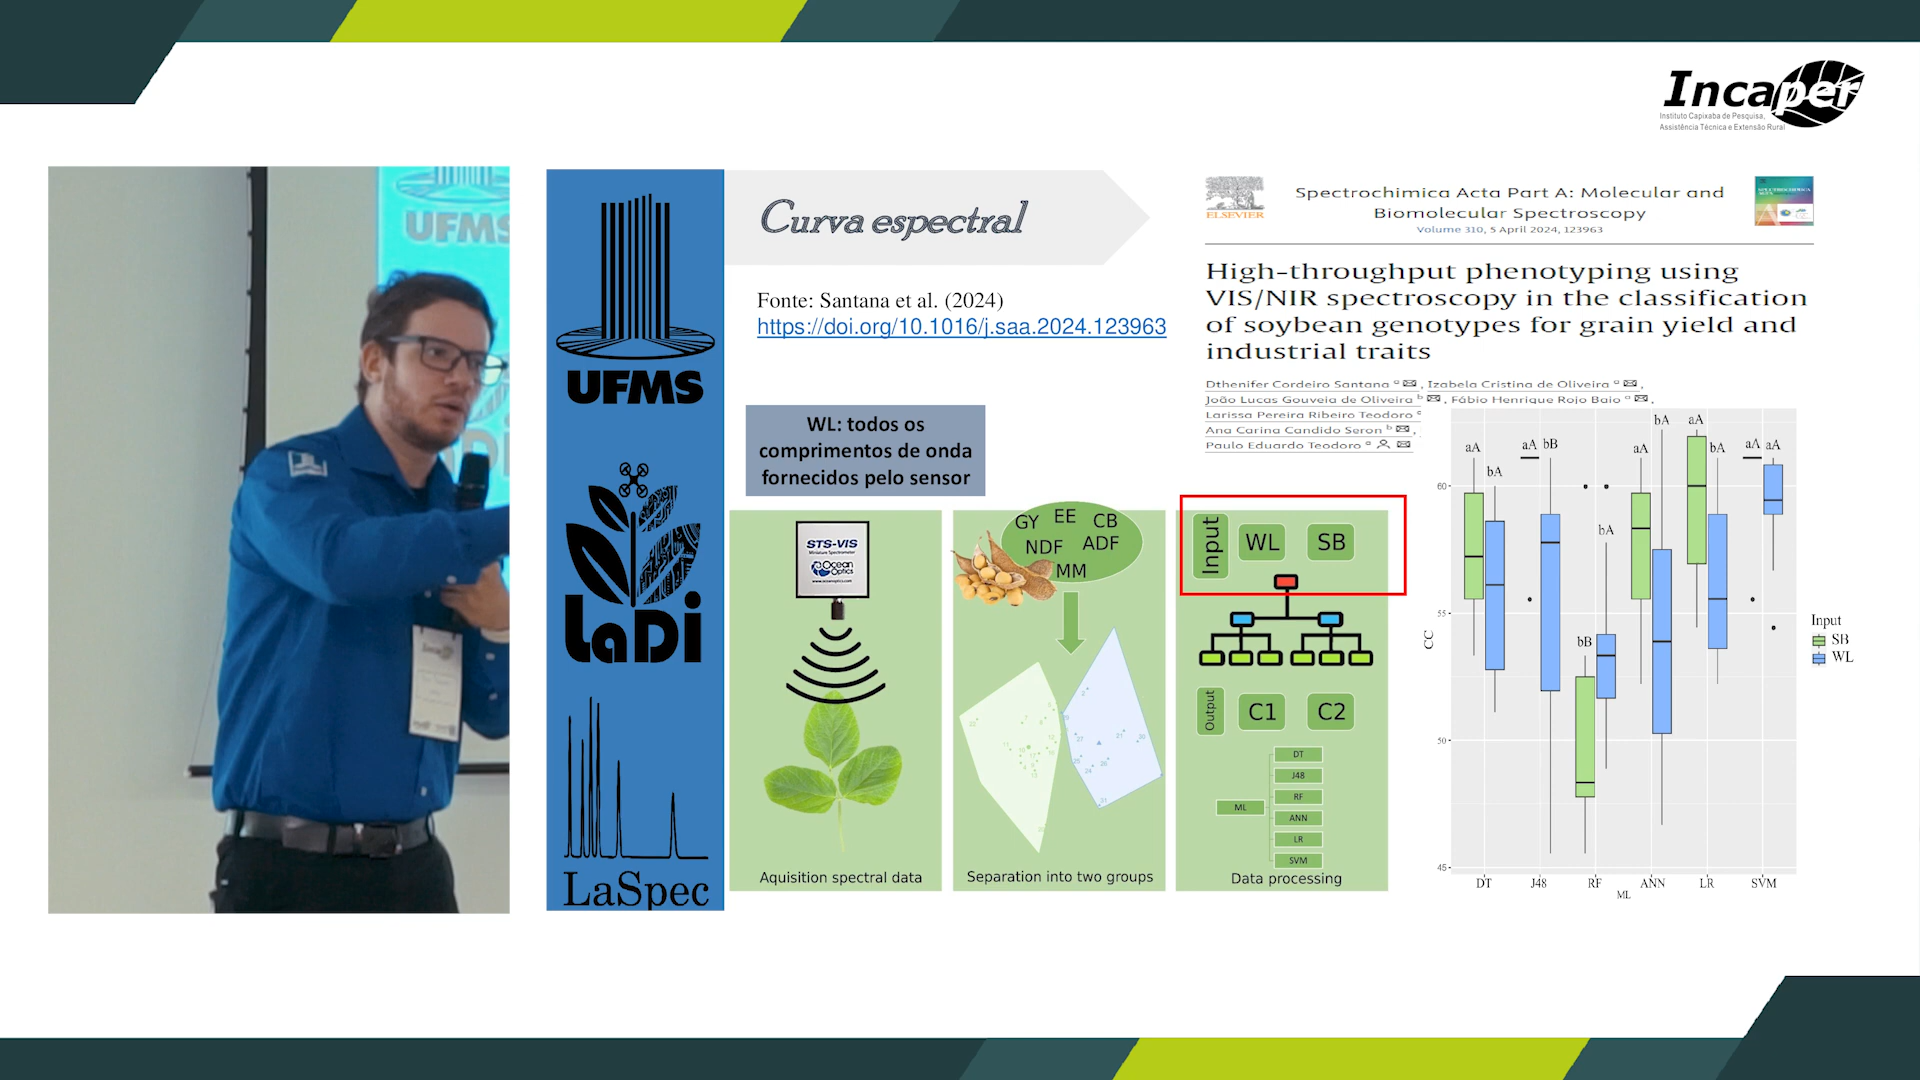 Incaper
Instituto Capixaba de Pesquisa,
Assistência Técnica e Extensão Rural
UFMS
UFMS
LaDi
LaSpec
Curva espectral
Fonte: Santana et al. (2024)
https://doi.org/10.1016/j.saa.2024.123963
ELSEVIER
Spectrochimica Acta Part A: Molecular and
Biomolecular Spectroscopy
Volume 310, 5 April 2024, 123963
High-throughput phenotyping using
VIS/NIR spectroscopy in the classification
of soybean genotypes for grain yield and
industrial traits
Dthenifer Cordeiro Santana a, Izabela Cristina de Oliveira a,
João Lucas Gouveia de Oliveira b, Fábio Henrique Rojo Baio a,
Larissa Pereira Ribeiro Teodoro
Ana Carina Candido Seron b,
Paulo Eduardo Teodoro a
WL: todos os
comprimentos de onda
fornecidos pelo sensor
STS-VIS
Miniature Spectrometer
Ocean
Optics
Aquisition spectral data
GY EE CB
NDF ADF
MM
Separation into two groups
Input WL SB
Output C1 C2
ML
DT
J48
RF
ANN
LR
SVM
Data processing
aA bA aA bB bB bA aA bA aA bA aA aA
CC
60
55
50
45
DT J48 RF ANN LR SVM
ML
Input
SB
WL